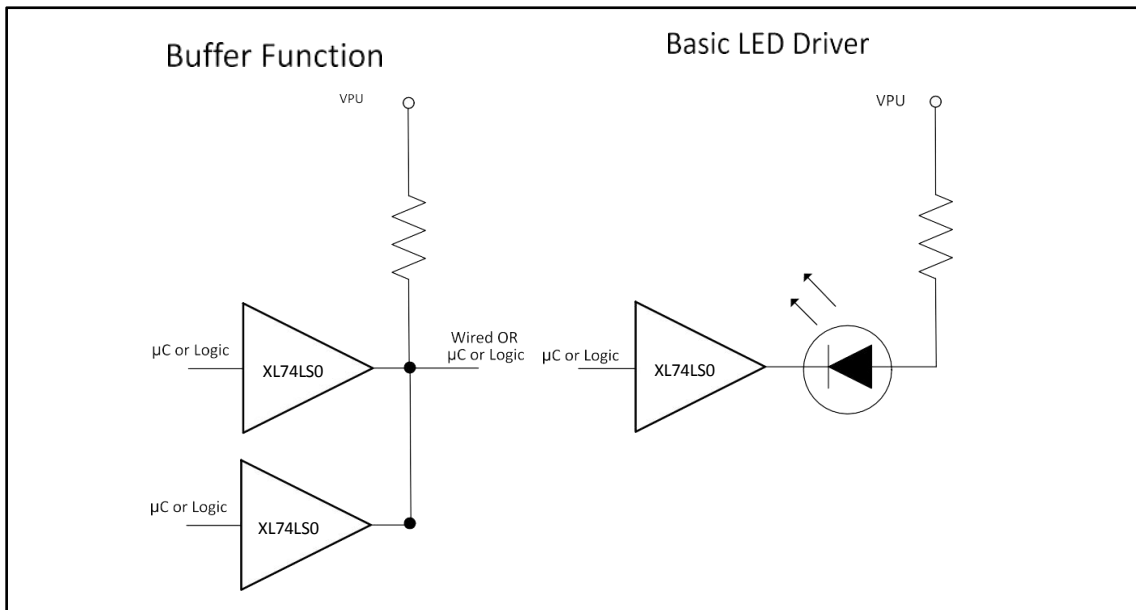 Buffer Function
VPU
µC or Logic
XL74LS0
Wired OR
µC or Logic
µC or Logic
XL74LS0
Basic LED Driver
VPU
µC or Logic
XL74LS0